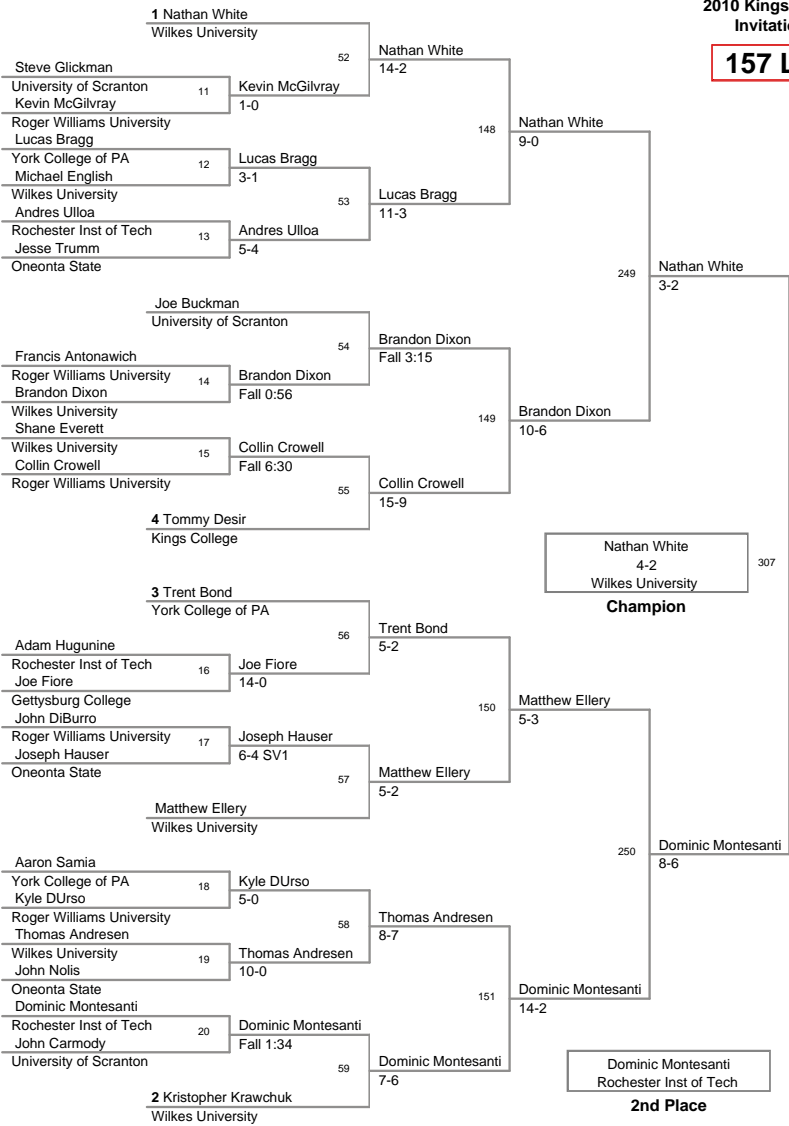 2010 Kings
Invitati
157 L
1 Nathan White
Wilkes University
52
Nathan White
14-2
Steve Glickman
University of Scranton
11
Kevin McGilvray
Kevin McGilvray
1-0
Roger Williams University
148
Nathan White
9-0
Lucas Bragg
York College of PA
12
Lucas Bragg
Michael English
3-1
Wilkes University
53
Lucas Bragg
11-3
Andres Ulloa
Rochester Inst of Tech
13
Andres Ulloa
Jesse Trumm
5-4
Oneonta State
249
Nathan White
3-2
Joe Buckman
University of Scranton
54
Brandon Dixon
Fall 3:15
Francis Antonawich
Roger Williams University
14
Brandon Dixon
Brandon Dixon
Fall 0:56
Wilkes University
149
Brandon Dixon
10-6
Shane Everett
Wilkes University
15
Collin Crowell
Collin Crowell
Fall 6:30
Roger Williams University
55
Collin Crowell
15-9
4 Tommy Desir
Kings College
Nathan White
4-2
Wilkes University
307
Champion
3 Trent Bond
York College of PA
56
Trent Bond
5-2
Adam Hugunine
Rochester Inst of Tech
16
Joe Fiore
Joe Fiore
14-0
Gettysburg College
150
Matthew Ellery
5-3
John DiBurro
Roger Williams University
17
Joseph Hauser
Joseph Hauser
6-4 SV1
Oneonta State
57
Matthew Ellery
5-2
Matthew Ellery
Wilkes University
250
Dominic Montesanti
8-6
Aaron Samia
York College of PA
18
Kyle DUrso
Kyle DUrso
5-0
Roger Williams University
58
Thomas Andresen
8-7
Thomas Andresen
Wilkes University
19
Thomas Andresen
John Nolis
10-0
Oneonta State
151
Dominic Montesanti
14-2
Dominic Montesanti
Rochester Inst of Tech
20
Dominic Montesanti
John Carmody
Fall 1:34
University of Scranton
59
Dominic Montesanti
7-6
2 Kristopher Krawchuk
Wilkes University
Dominic Montesanti
Rochester Inst of Tech
2nd Place